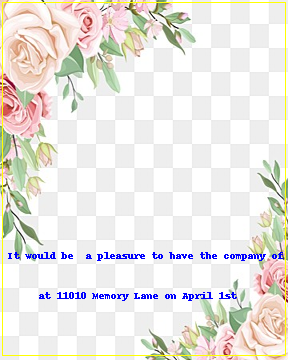 It would be  a pleasure to have the company of
at 11010 Memory Lane on April 1st